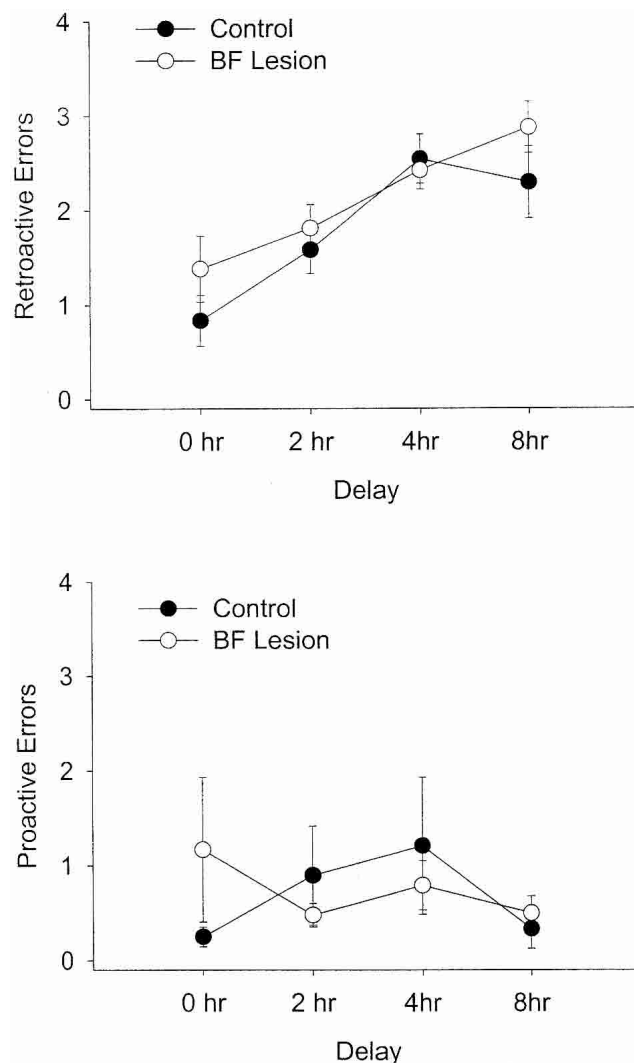 4
3
2
1
0
Retroactive Errors
Control
BF Lesion
0 hr 2 hr 4hr 8hr
Delay
4
3
2
1
0
Proactive Errors
Control
BF Lesion
0 hr 2 hr 4hr 8hr
Delay